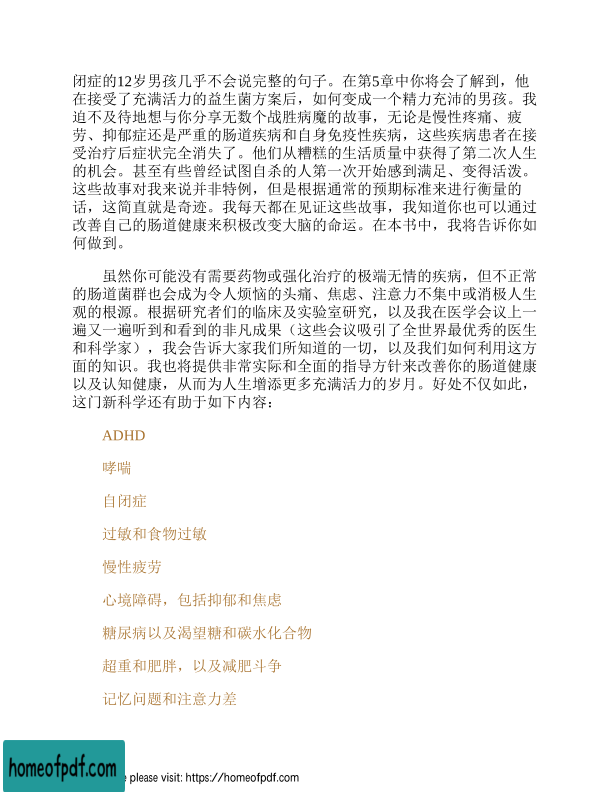 闭症的12岁男孩几乎不会说完整的句子。在第5章中你将会了解到，他
在接受了充满活力的益生菌方案后，如何变成一个精力充沛的男孩。我
迫不及待地想与你分享无数个战胜病魔的故事，无论是慢性疼痛、疲
劳、抑郁症还是严重的肠道疾病和自身免疫性疾病，这些疾病患者在接
受治疗后症状完全消失了。他们从糟糕的生活质量中获得了第二次人生
的机会。甚至有些曾经试图自杀的人第一次开始感到满足、变得活泼。
这些故事对我来说并非特例，但是根据通常的预期标准来进行衡量的
话，这简直就是奇迹。我每天都在见证这些故事，我知道你也可以通过
改善自己的肠道健康来积极改变大脑的命运。在本书中，我将告诉你如
何做到。
虽然你可能没有需要药物或强化治疗的极端无情的疾病，但不正常
的肠道菌群也会成为令人烦恼的头痛、焦虑、注意力不集中或消极人生
观的根源。根据研究者们的临床及实验室研究，以及我在医学会议上一
遍又一遍听到和看到的非凡成果（这些会议吸引了全世界最优秀的医生
和科学家），我会告诉大家我们所知道的一切，以及我们如何利用这方
面的知识。我也将提供非常实际和全面的指导方针来改善你的肠道健康
以及认知健康，从而为人生增添更多充满活力的岁月。好处不仅如此，
这门新科学还有助于如下内容：
ADHD
哮喘
自闭症
过敏和食物过敏
慢性疲劳
心境障碍，包括抑郁和焦虑
糖尿病以及渴望糖和碳水化合物
超重和肥胖，以及减肥斗争
记忆问题和注意力差
homeofpdf.com
please visit: https://homeofpdf.com